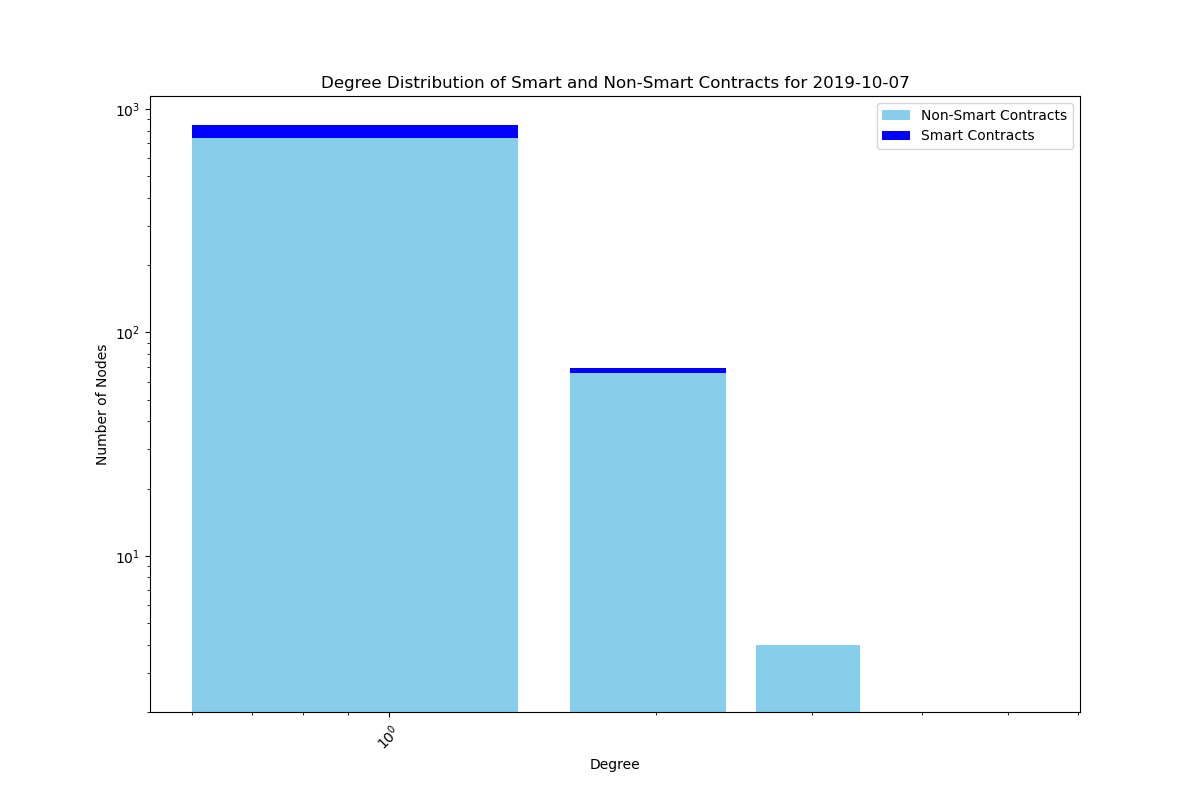 Degree Distribution of Smart and Non-Smart Contracts for 2019-10-07
Non-Smart Contracts
Smart Contracts
10³
10²
10¹
Number of Nodes
10⁰
Degree